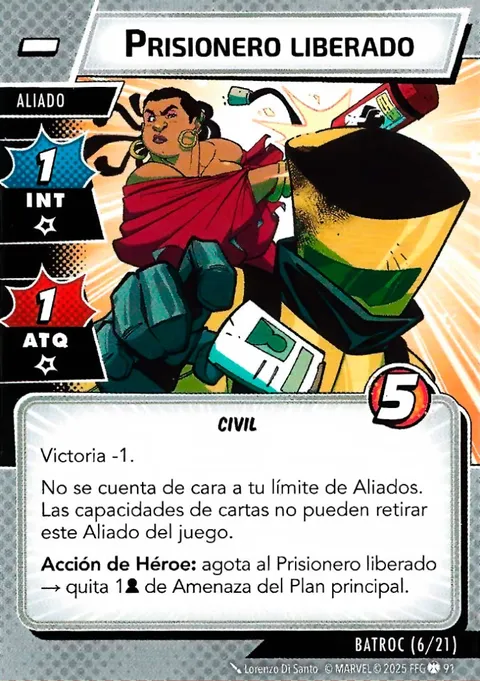 PRISIONERO LIBERADO
ALIADO
1
INT
1
ATQ
5
CIVIL
Victoria -1.
No se cuenta de cara a tu límite de Aliados.
Las capacidades de cartas no pueden retirar
este Aliado del juego.
Acción de Héroe: agota al Prisionero liberado
→ quita 1 de Amenaza del Plan principal.
BATROC (6/21)
Lorenzo Di Santo © MARVEL © 2025 FFG 91